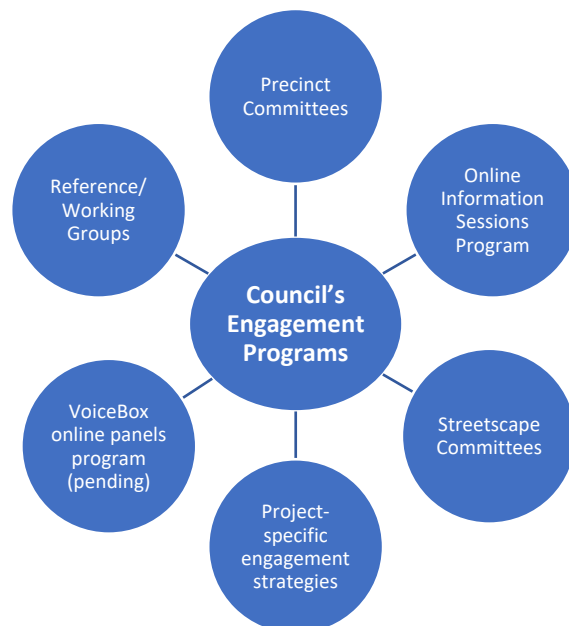 Precinct
Committees
Online
Information
Sessions
Program
Reference/
Working
Groups
Council’s
Engagement
Programs
VoiceBox
online panels
program
(pending)
Streetscape
Committees
Project-
specific
engagement
strategies